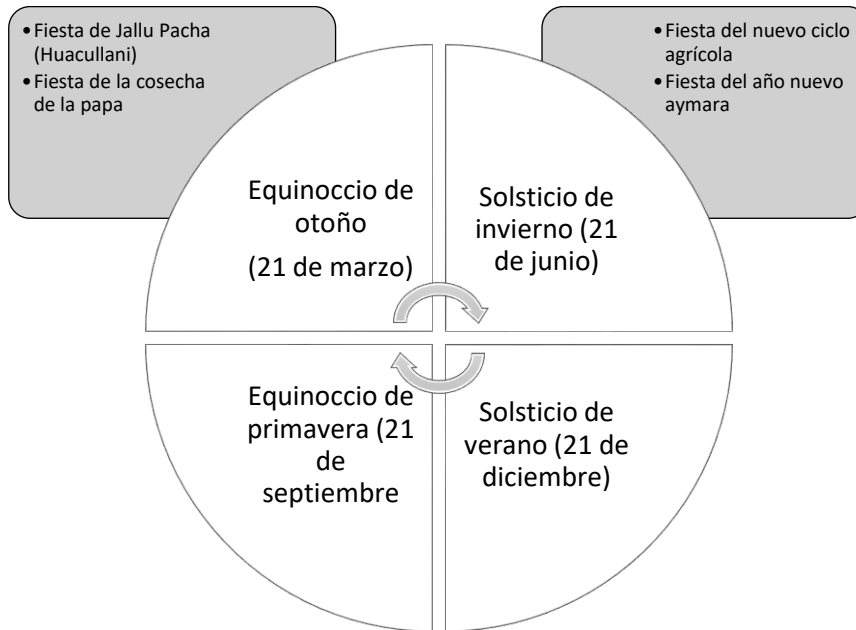 •Fiesta de Jallu Pacha
(Huacullani)
•Fiesta de la cosecha
de la papa
•Fiesta del nuevo ciclo
agrícola
•Fiesta del año nuevo
aymara
Equinoccio de
otoño
(21 de marzo)
Solsticio de
invierno (21
de junio)
Equinoccio de
primavera (21
de
septiembre
Solsticio de
verano (21 de
diciembre)